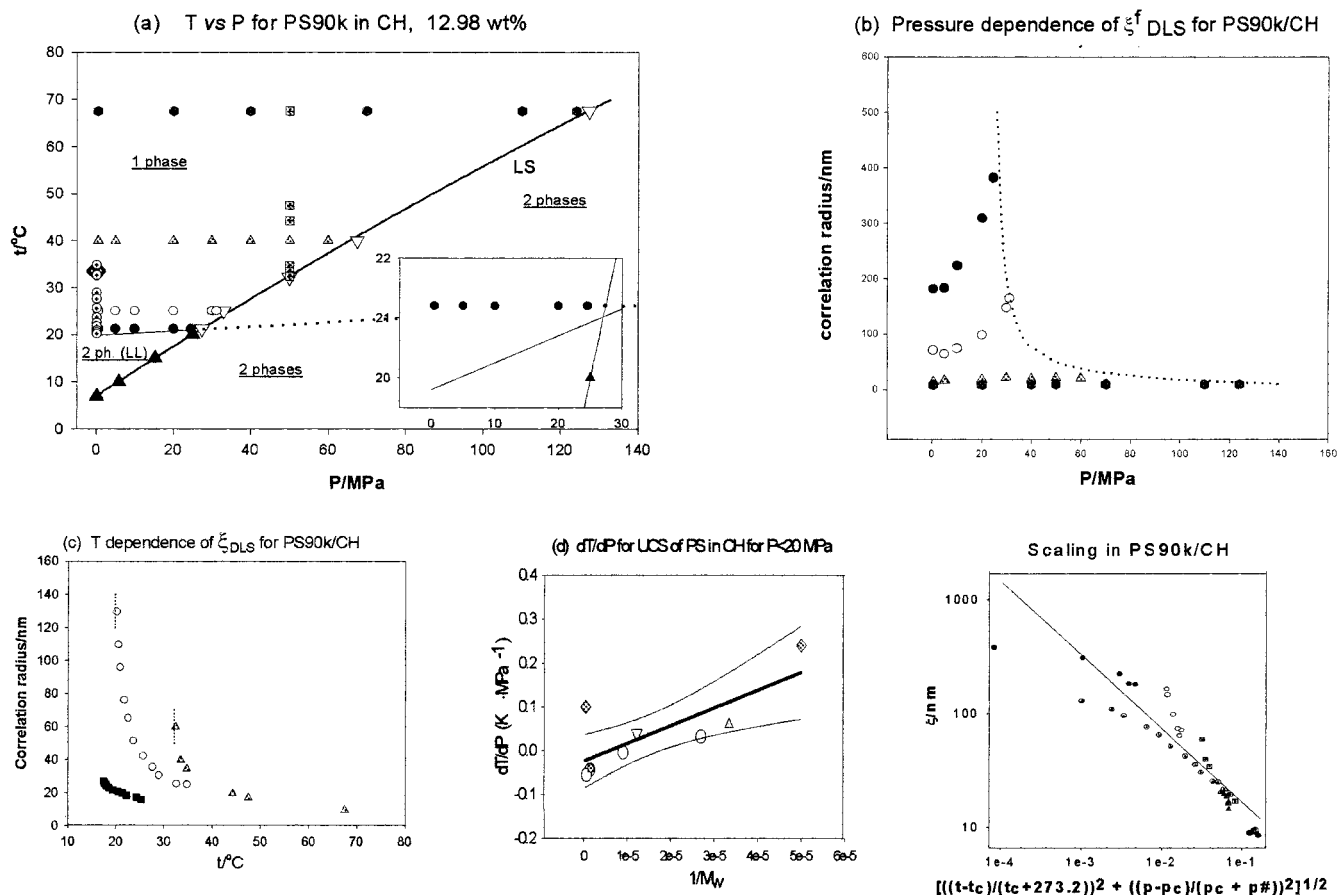 (a) T vs P for PS90k in CH, 12.98 wt%
80
70
60
50
40
30
20
10
0
t/°C
1 phase
LS
2 phases
2 ph. (LL)
2 phases
22
24
20
0
10
20
30
0 20 40 60 80 100 120 140
P/MPa
(b) Pressure dependence of ξf DLS for PS90k/CH
600
500
400
300
200
100
0
correlation radius/nm
0 20 40 60 80 100 120 140 160
P/MPa
(c) T dependence of ξDLS for PS90k/CH
160
140
120
100
80
60
40
20
0
Correlation radius/nm
10 20 30 40 50 60 70 80
t/°C
(d) dT/dP for UCS of PS in CH for P<20 MPa
0.4
0.3
0.2
0.1
0.0
-0.1
-0.2
dT/dP (K ·MPa -1)
0 1e-5 2e-5 3e-5 4e-5 5e-5 6e-5
1/MW
Scaling in PS90k/CH
1000
100
10
ξ/nm
1e-4 1e-3 1e-2 1e-1
[((t-tc)/(tc+273.2))2 + ((p-pc)/(pc + p#))2]1/2